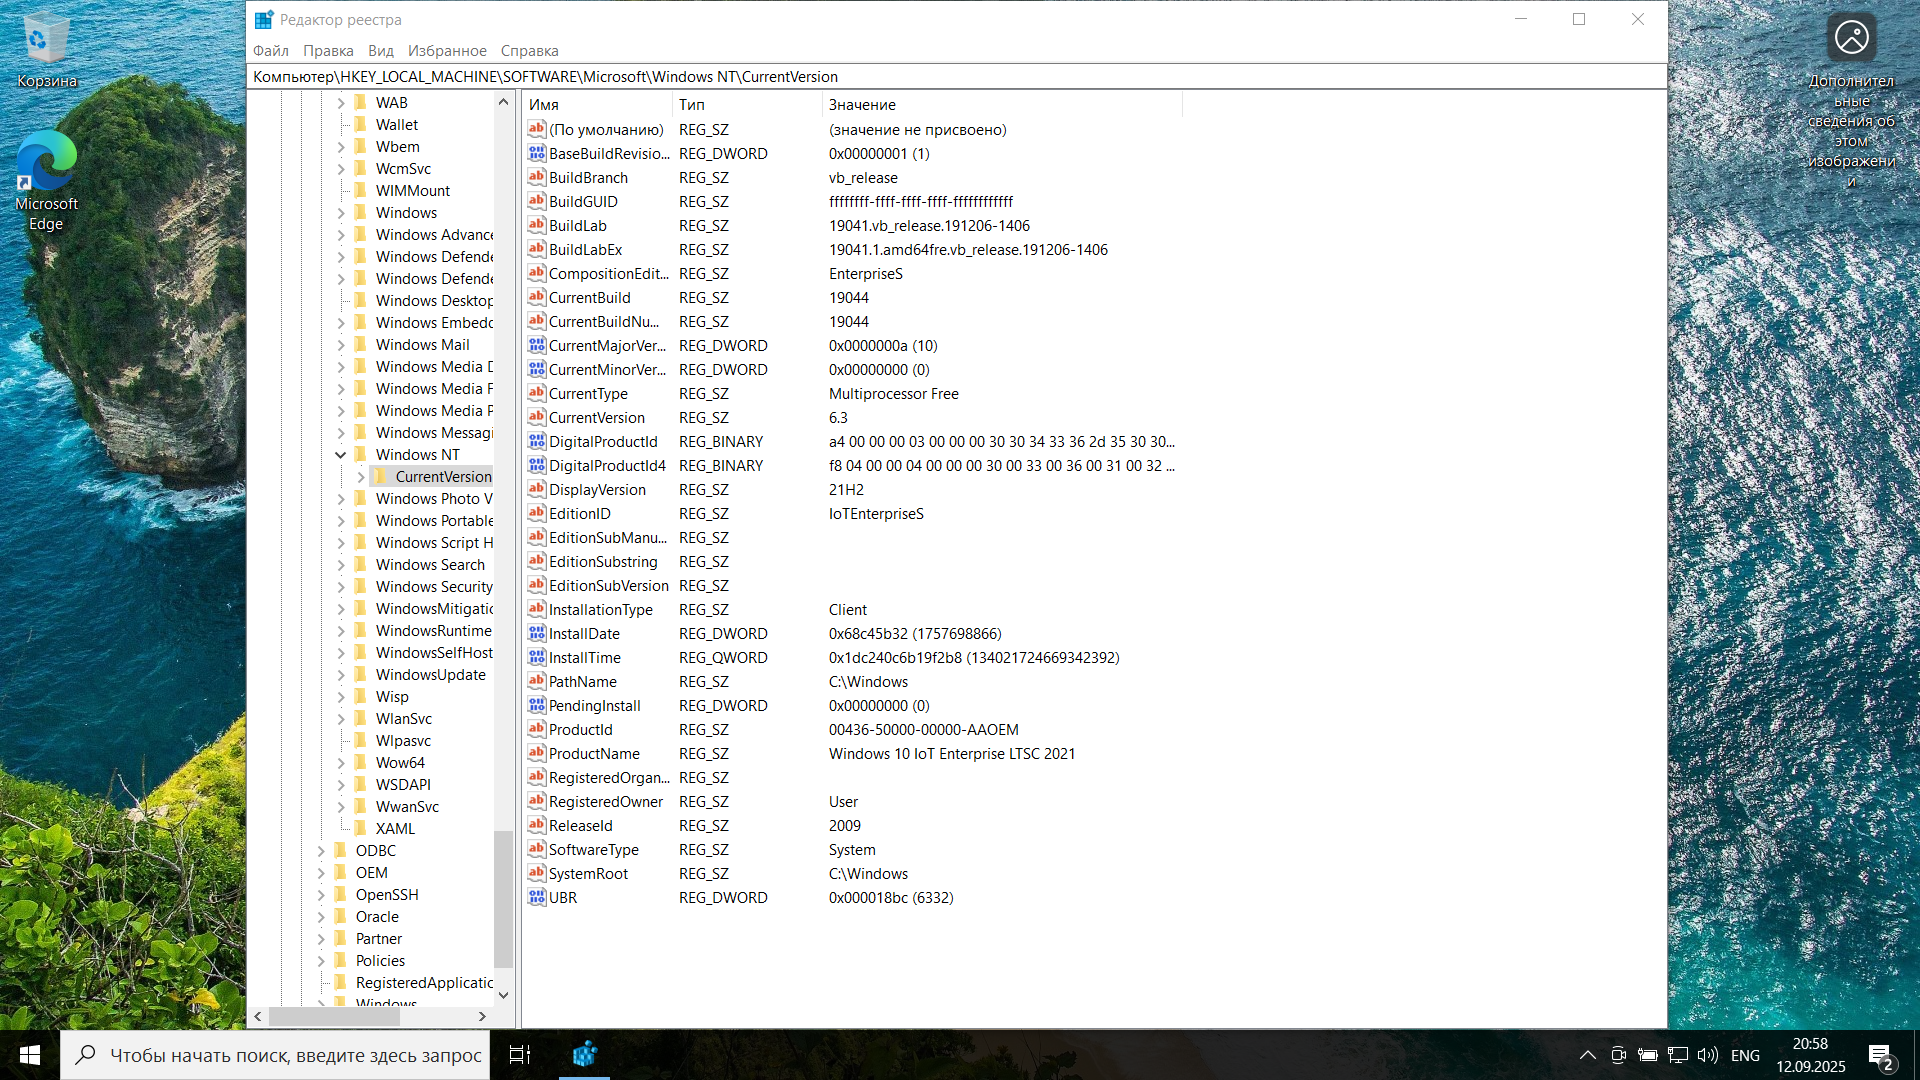 Корзина
Microsoft
Edge
Дополнител
ьные
сведения об
этом
изображени
и
Редактор реестра
Файл Правка Вид Избранное Справка
Компьютер\HKEY_LOCAL_MACHINE\SOFTWARE\Microsoft\Windows NT\CurrentVersion
WAB
Wallet
Wbem
WcmSvc
WIMMount
Windows
Windows Advance
Windows Defende
Windows Defende
Windows Desktop
Windows Embedd
Windows Mail
Windows Media D
Windows Media F
Windows Media P
Windows Messagi
Windows NT
CurrentVersion
Windows Photo V
Windows Portable
Windows Script H
Windows Search
Windows Security
WindowsMitigatio
WindowsRuntime
WindowsSelfHost
WindowsUpdate
Wisp
WlanSvc
Wlpasvc
Wow64
WSDAPI
WwanSvc
XAML
ODBC
OEM
OpenSSH
Oracle
Partner
Policies
RegisteredApplicatio
Windows
Имя Тип Значение
(По умолчанию) REG_SZ (значение не присвоено)
BaseBuildRevisio... REG_DWORD 0x00000001 (1)
BuildBranch REG_SZ vb_release
BuildGUID REG_SZ ffffffff-ffff-ffff-ffff-ffffffffffff
BuildLab REG_SZ 19041.vb_release.191206-1406
BuildLabEx REG_SZ 19041.1.amd64fre.vb_release.191206-1406
CompositionEdit... REG_SZ EnterpriseS
CurrentBuild REG_SZ 19044
CurrentBuildNu... REG_SZ 19044
CurrentMajorVer... REG_DWORD 0x0000000a (10)
CurrentMinorVer... REG_DWORD 0x00000000 (0)
CurrentType REG_SZ Multiprocessor Free
CurrentVersion REG_SZ 6.3
DigitalProductId REG_BINARY a4 00 00 00 03 00 00 00 30 30 34 33 36 2d 35 30 30...
DigitalProductId4 REG_BINARY f8 04 00 00 04 00 00 00 30 00 33 00 36 00 31 00 32 ...
DisplayVersion REG_SZ 21H2
EditionID REG_SZ IoTEnterpriseS
EditionSubManu... REG_SZ
EditionSubstring REG_SZ
EditionSubVersion REG_SZ
InstallationType REG_SZ Client
InstallDate REG_DWORD 0x68c45b32 (1757698866)
InstallTime REG_QWORD 0x1dc240c6b19f2b8 (134021724669342392)
PathName REG_SZ C:\Windows
PendingInstall REG_DWORD 0x00000000 (0)
ProductId REG_SZ 00436-50000-00000-AAOEM
ProductName REG_SZ Windows 10 IoT Enterprise LTSC 2021
RegisteredOrgan... REG_SZ
RegisteredOwner REG_SZ User
ReleaseId REG_SZ 2009
SoftwareType REG_SZ System
SystemRoot REG_SZ C:\Windows
UBR REG_DWORD 0x000018bc (6332)
Чтобы начать поиск, введите здесь запрос
ENG
20:58
12.09.2025
2